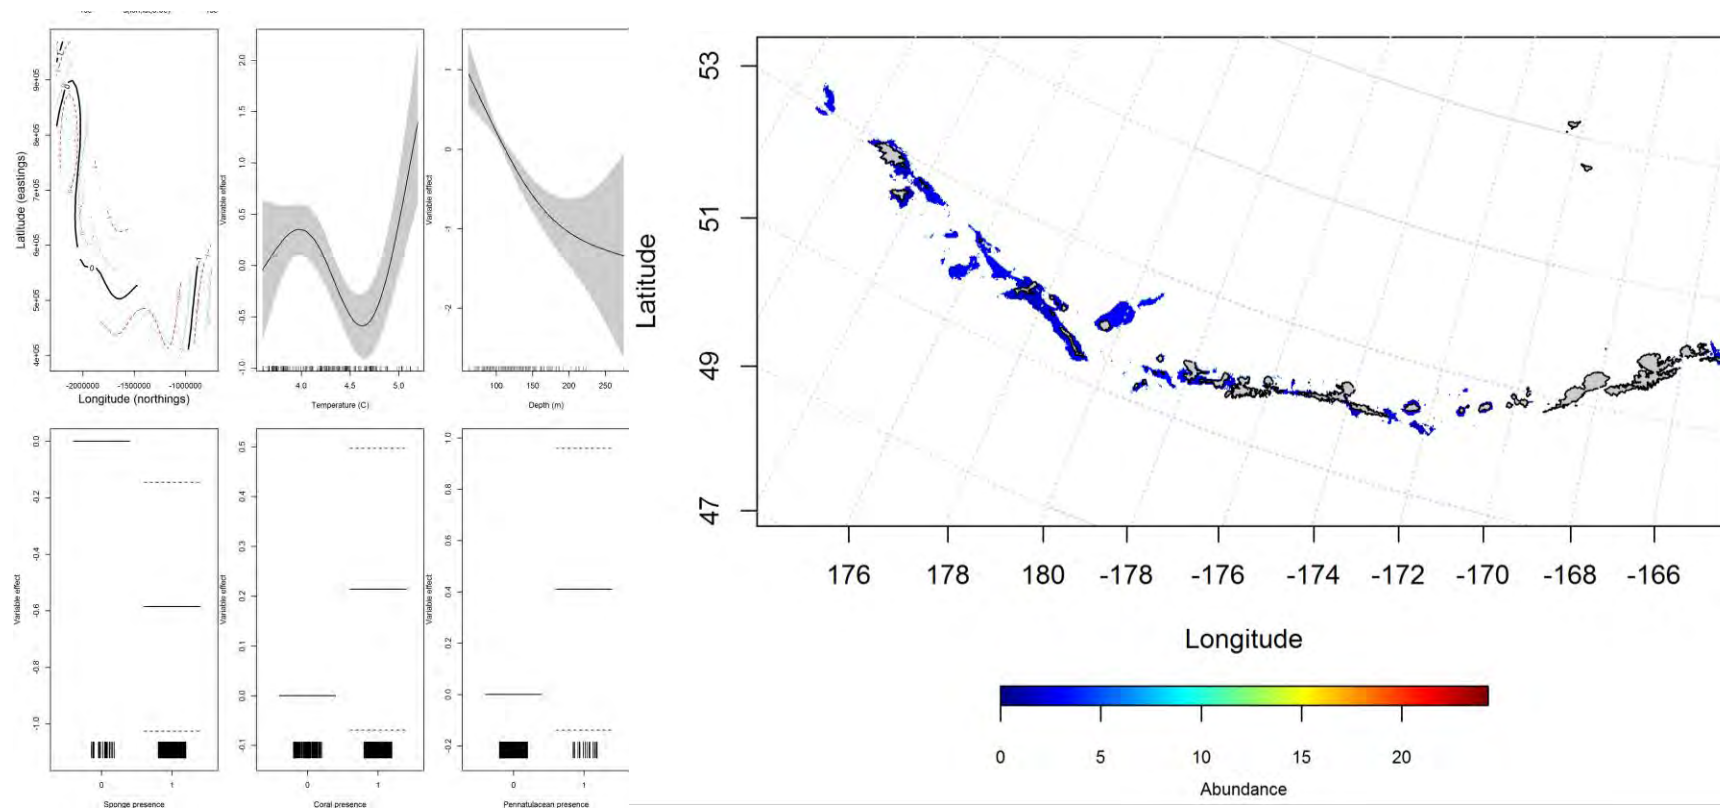 9e+05
8e+05
7e+05
6e+05
5e+05
4e+05
Latitude (eastings)
-2000000 -1500000 -1000000
Longitude (northings)
2.0
1.5
1.0
0.5
0.0
-0.5
-1.0
Variable effect
4.0 4.5 5.0
Temperature (C)
1
0
-1
-2
Variable effect
100 150 200 250
Depth (m)
0.0
-0.2
-0.4
-0.6
-0.8
-1.0
Variable effect
0 1
Sponge presence
0.5
0.4
0.3
0.2
0.1
0.0
-0.1
Variable effect
0 1
Coral presence
1.0
0.8
0.6
0.4
0.2
0.0
-0.2
Variable effect
0 1
Pennatulacean presence
53
51
49
47
Latitude
176 178 180 -178 -176 -174 -172 -170 -168 -166
Longitude
0 5 10 15 20
Abundance